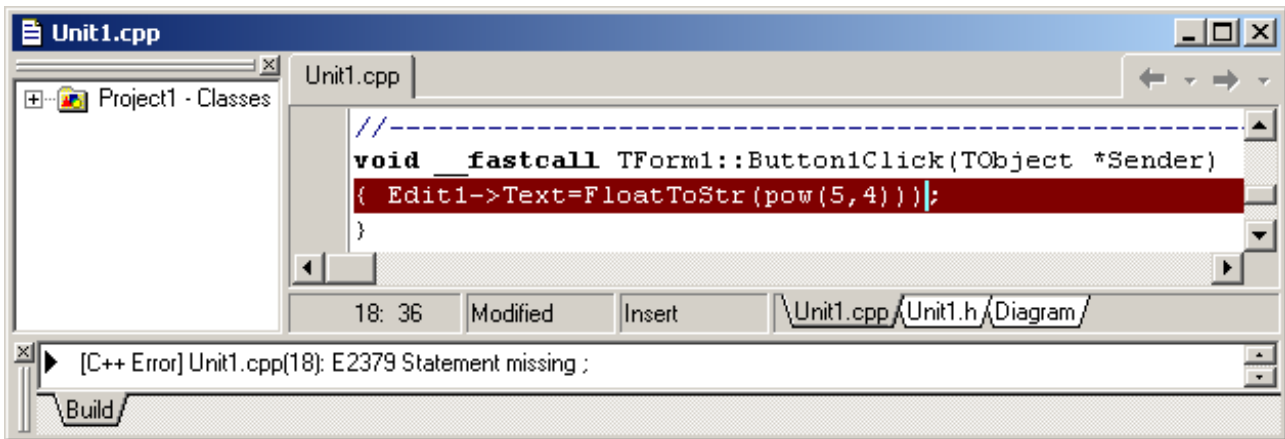 Unit1.cpp
Project1 - Classes
Unit1.cpp
//----------------------------------------------------
void __fastcall TForm1::Button1Click(TObject *Sender)
{ Edit1->Text=FloatToStr(pow(5,4)));
}
18: 36 Modified Insert Unit1.cpp Unit1.h Diagram
[C++ Error] Unit1.cpp(18): E2379 Statement missing ;
Build